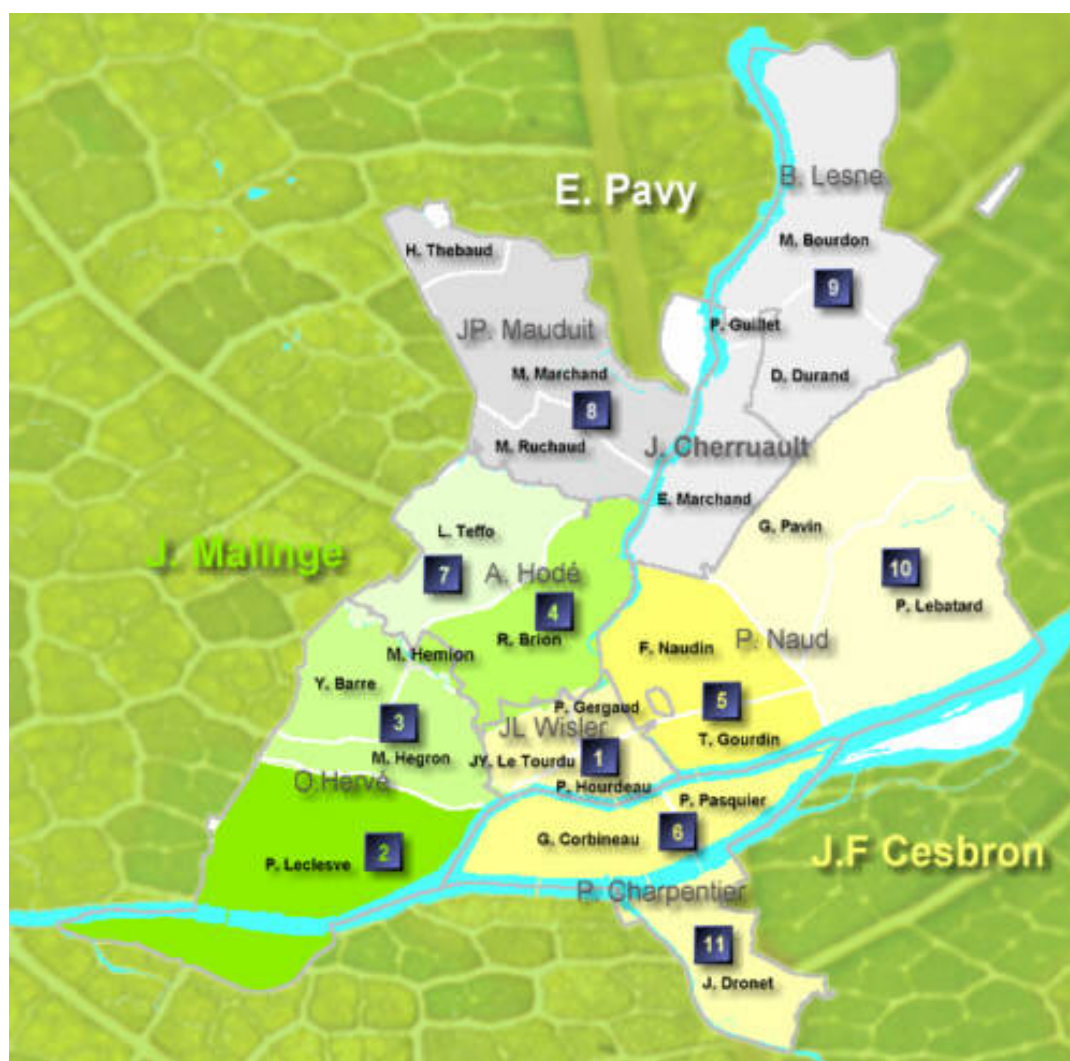 B. Lesne
E. Pavy
M. Bourdon
H. Thebaud
9
P. Guillet
JP. Mauduit
M. Marchand
D. Durand
8
M. Ruchaud
J. Cherruault
E. Marchand
G. Pavin
L. Teffo
J. Malinge
7
A. Hodé
10
4
P. Lebatard
R. Brion
F. Naudin
P. Naud
M. Hemion
Y. Barre
P. Gergaud
5
3
JL Wisler
T. Gourdin
M. Hegron
JY. Le Tourdu
1
O.Hervé
P. Hourdeau
P. Pasquier
G. Corbineau
6
2
P. Leclesve
J.F Cesbron
P. Charpentier
11
J. Dronet